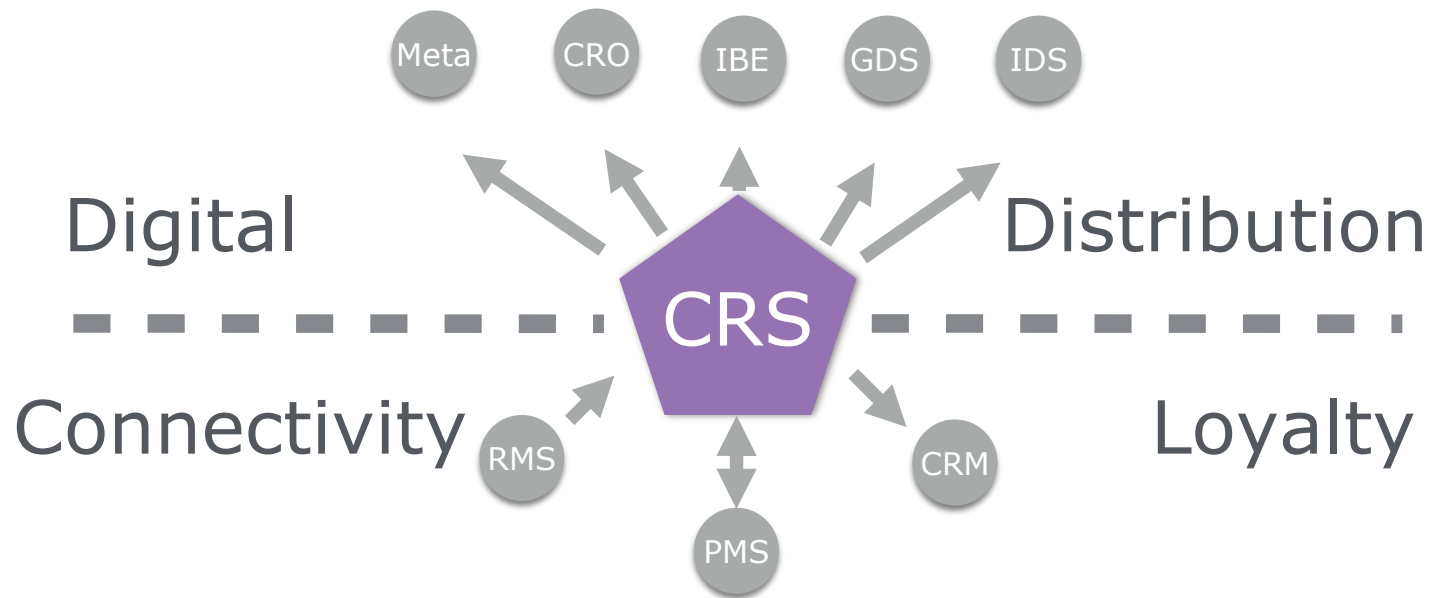 Meta
CRO
IBE
GDS
IDS
Digital
Distribution
CRS
Connectivity
Loyalty
RMS
CRM
PMS